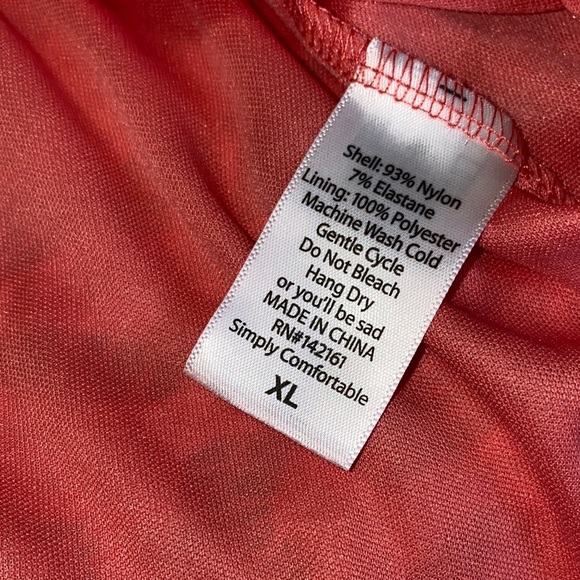 Shell: 93% Nylon
7% Elastane
Lining: 100% Polyester
Machine Wash Cold
Gentle Cycle
Do Not Bleach
Hang Dry
or you'll be sad
MADE IN CHINA
RN#142161
Simply Comfortable
XL